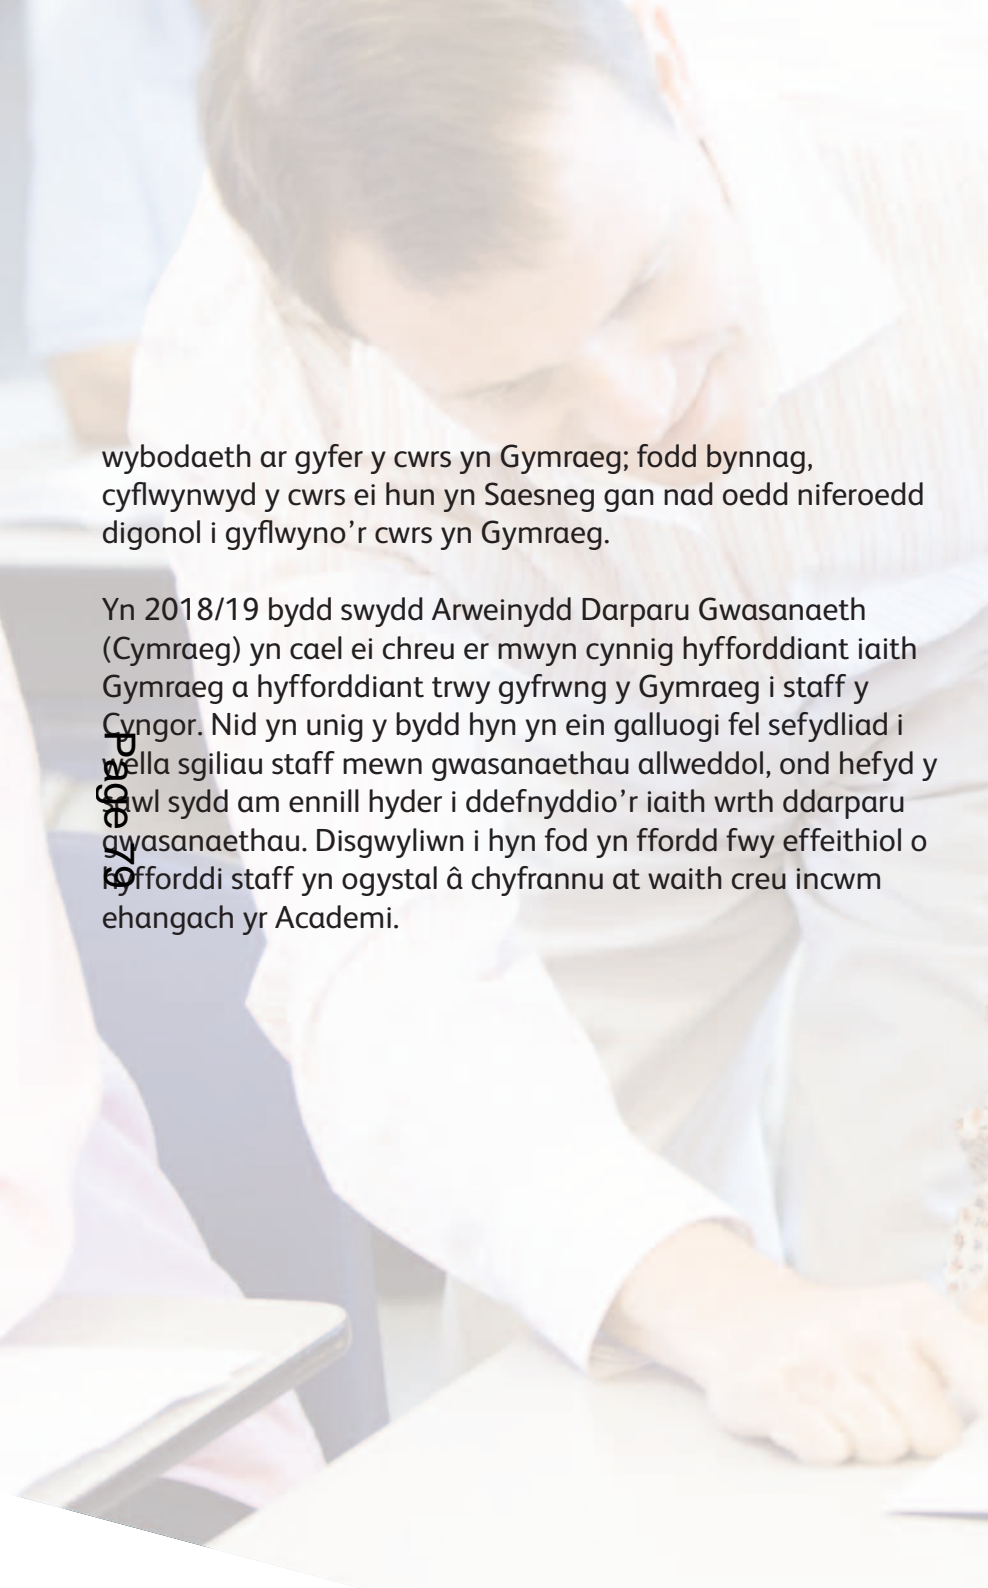 wybodaeth ar gyfer y cwrs yn Gymraeg; fodd bynnag,
cyflwynwyd y cwrs ei hun yn Saesneg gan nad oedd niferoedd
digonol i gyflwyno’r cwrs yn Gymraeg.

Yn 2018/19 bydd swydd Arweinydd Darparu Gwasanaeth
(Cymraeg) yn cael ei chreu er mwyn cynnig hyfforddiant iaith
Gymraeg a hyfforddiant trwy gyfrwng y Gymraeg i staff y
Cyngor. Nid yn unig y bydd hyn yn ein galluogi fel sefydliad i
wella sgiliau staff mewn gwasanaethau allweddol, ond hefyd y
sawl sydd am ennill hyder i ddefnyddio’r iaith wrth ddarparu
gwasanaethau. Disgwyliwn i hyn fod yn ffordd fwy effeithiol o
hyfforddi staff yn ogystal â chyfrannu at waith creu incwm
ehangach yr Academi.
Page 79